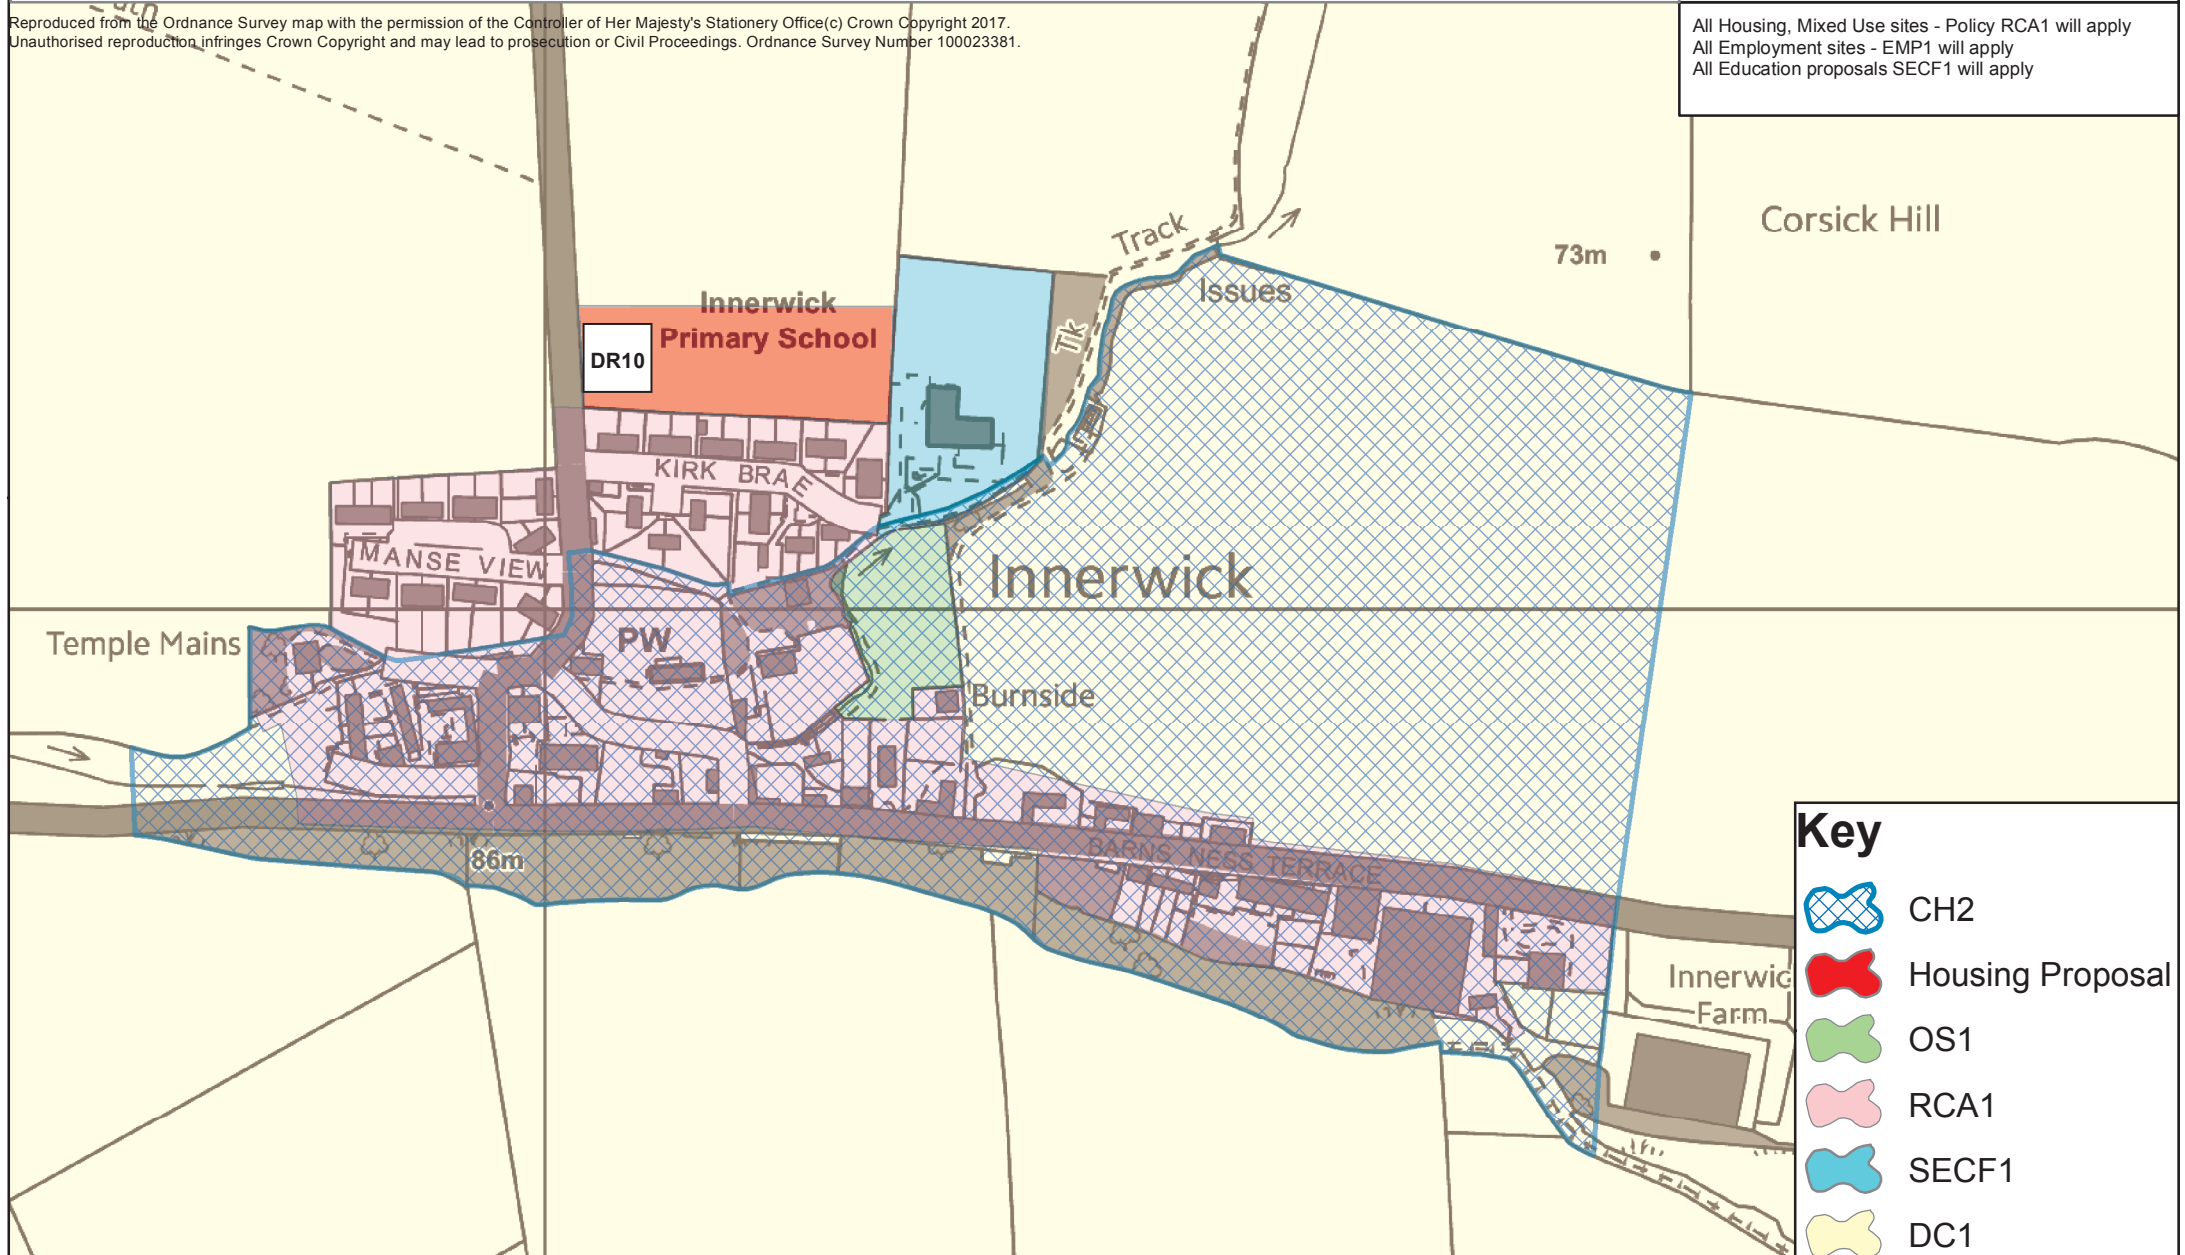 Reproduced from the Ordnance Survey map with the permission of the Controller of Her Majesty's Stationery Office(c) Crown Copyright 2017.
Unauthorised reproduction infringes Crown Copyright and may lead to prosecution or Civil Proceedings. Ordnance Survey Number 100023381.
All Housing, Mixed Use sites - Policy RCA1 will apply
All Employment sites - EMP1 will apply
All Education proposals SECF1 will apply
Corsick Hill
73m
Track
Issues
Innerwick
Primary School
DR10
Tk
KIRK BRAE
MANSE VIEW
Innerwick
Temple Mains
PW
Burnside
BARNS NESS TERRACE
86m
Innerwic
Farm
Key
CH2
Housing Proposal
OS1
RCA1
SECF1
DC1